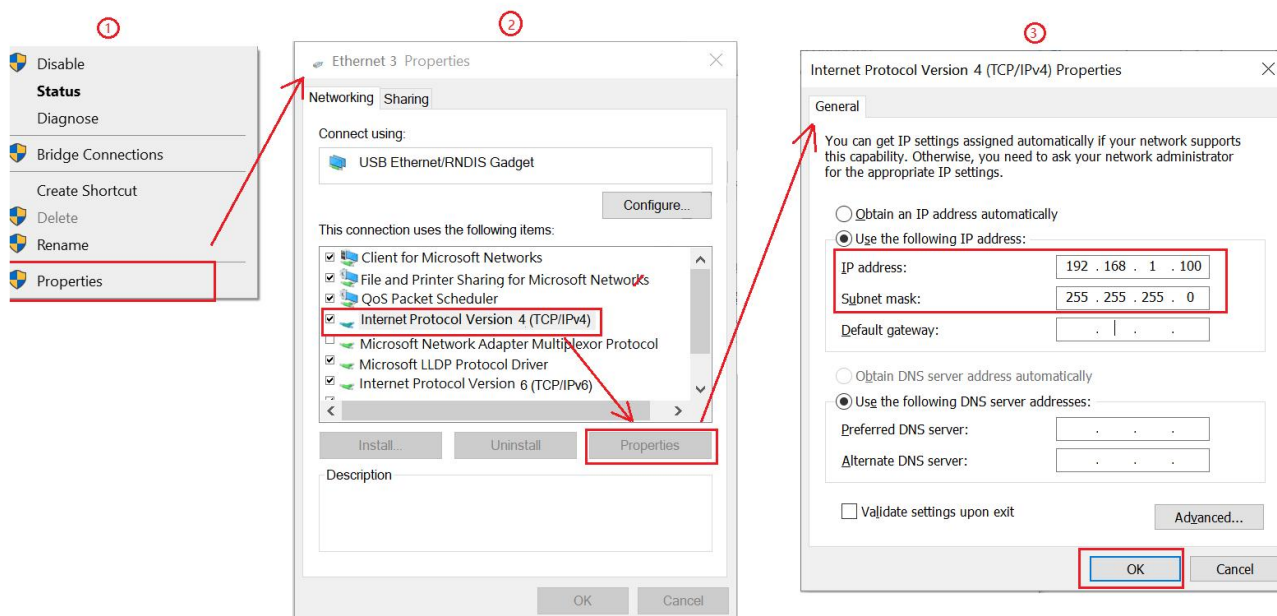 ①
Disable
Status
Diagnose
Bridge Connections
Create Shortcut
Delete
Rename
Properties
②
Ethernet 3 Properties
Networking
Sharing
Connect using:
USB Ethernet/RNDIS Gadget
Configure...
This connection uses the following items:
Client for Microsoft Networks
File and Printer Sharing for Microsoft Networks
QoS Packet Scheduler
Internet Protocol Version 4 (TCP/IPv4)
Microsoft Network Adapter Multiplexor Protocol
Microsoft LLDP Protocol Driver
Internet Protocol Version 6 (TCP/IPv6)
Install...
Uninstall
Properties
Description
OK
Cancel
③
Internet Protocol Version 4 (TCP/IPv4) Properties
General
You can get IP settings assigned automatically if your network supports
this capability. Otherwise, you need to ask your network administrator
for the appropriate IP settings.
Obtain an IP address automatically
Use the following IP address:
IP address:
192 . 168 . 1 . 100
Subnet mask:
255 . 255 . 255 . 0
Default gateway:
. . .
Obtain DNS server address automatically
Use the following DNS server addresses:
Preferred DNS server:
. . .
Alternate DNS server:
. . .
Validate settings upon exit
Advanced...
OK
Cancel